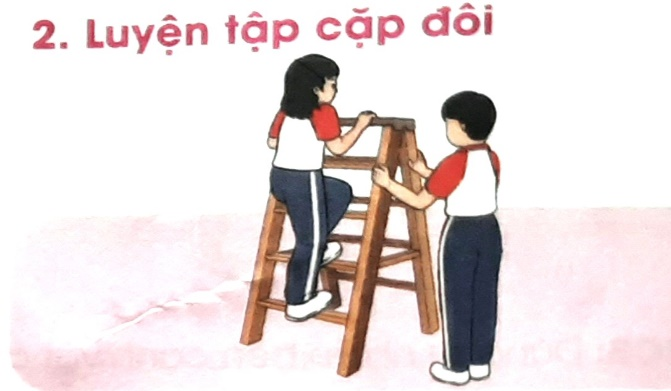 2. Luyện tập cặp đôi